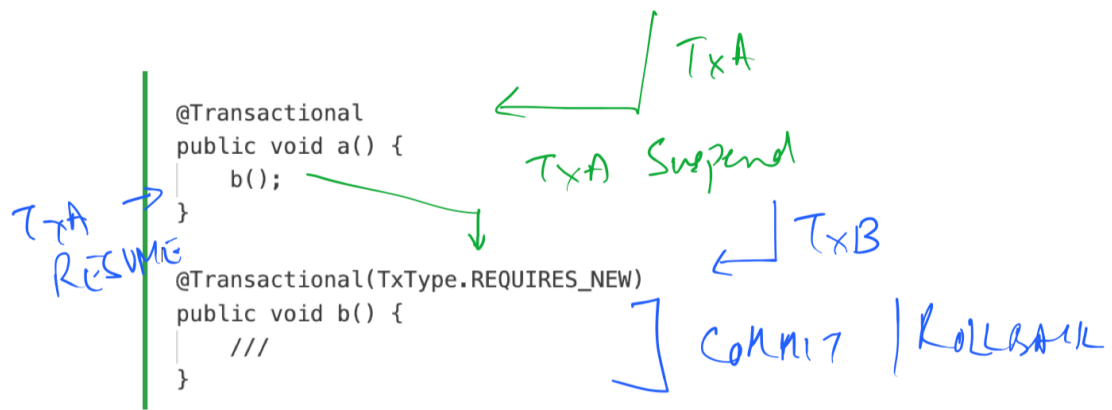 TxA
@Transactional
public void a() {
TxA Suspend
b();
}
TxA
RESUME
TxB
@Transactional(TxType.REQUIRES_NEW)
public void b() {
///
}
COMMIT | ROLLBACK